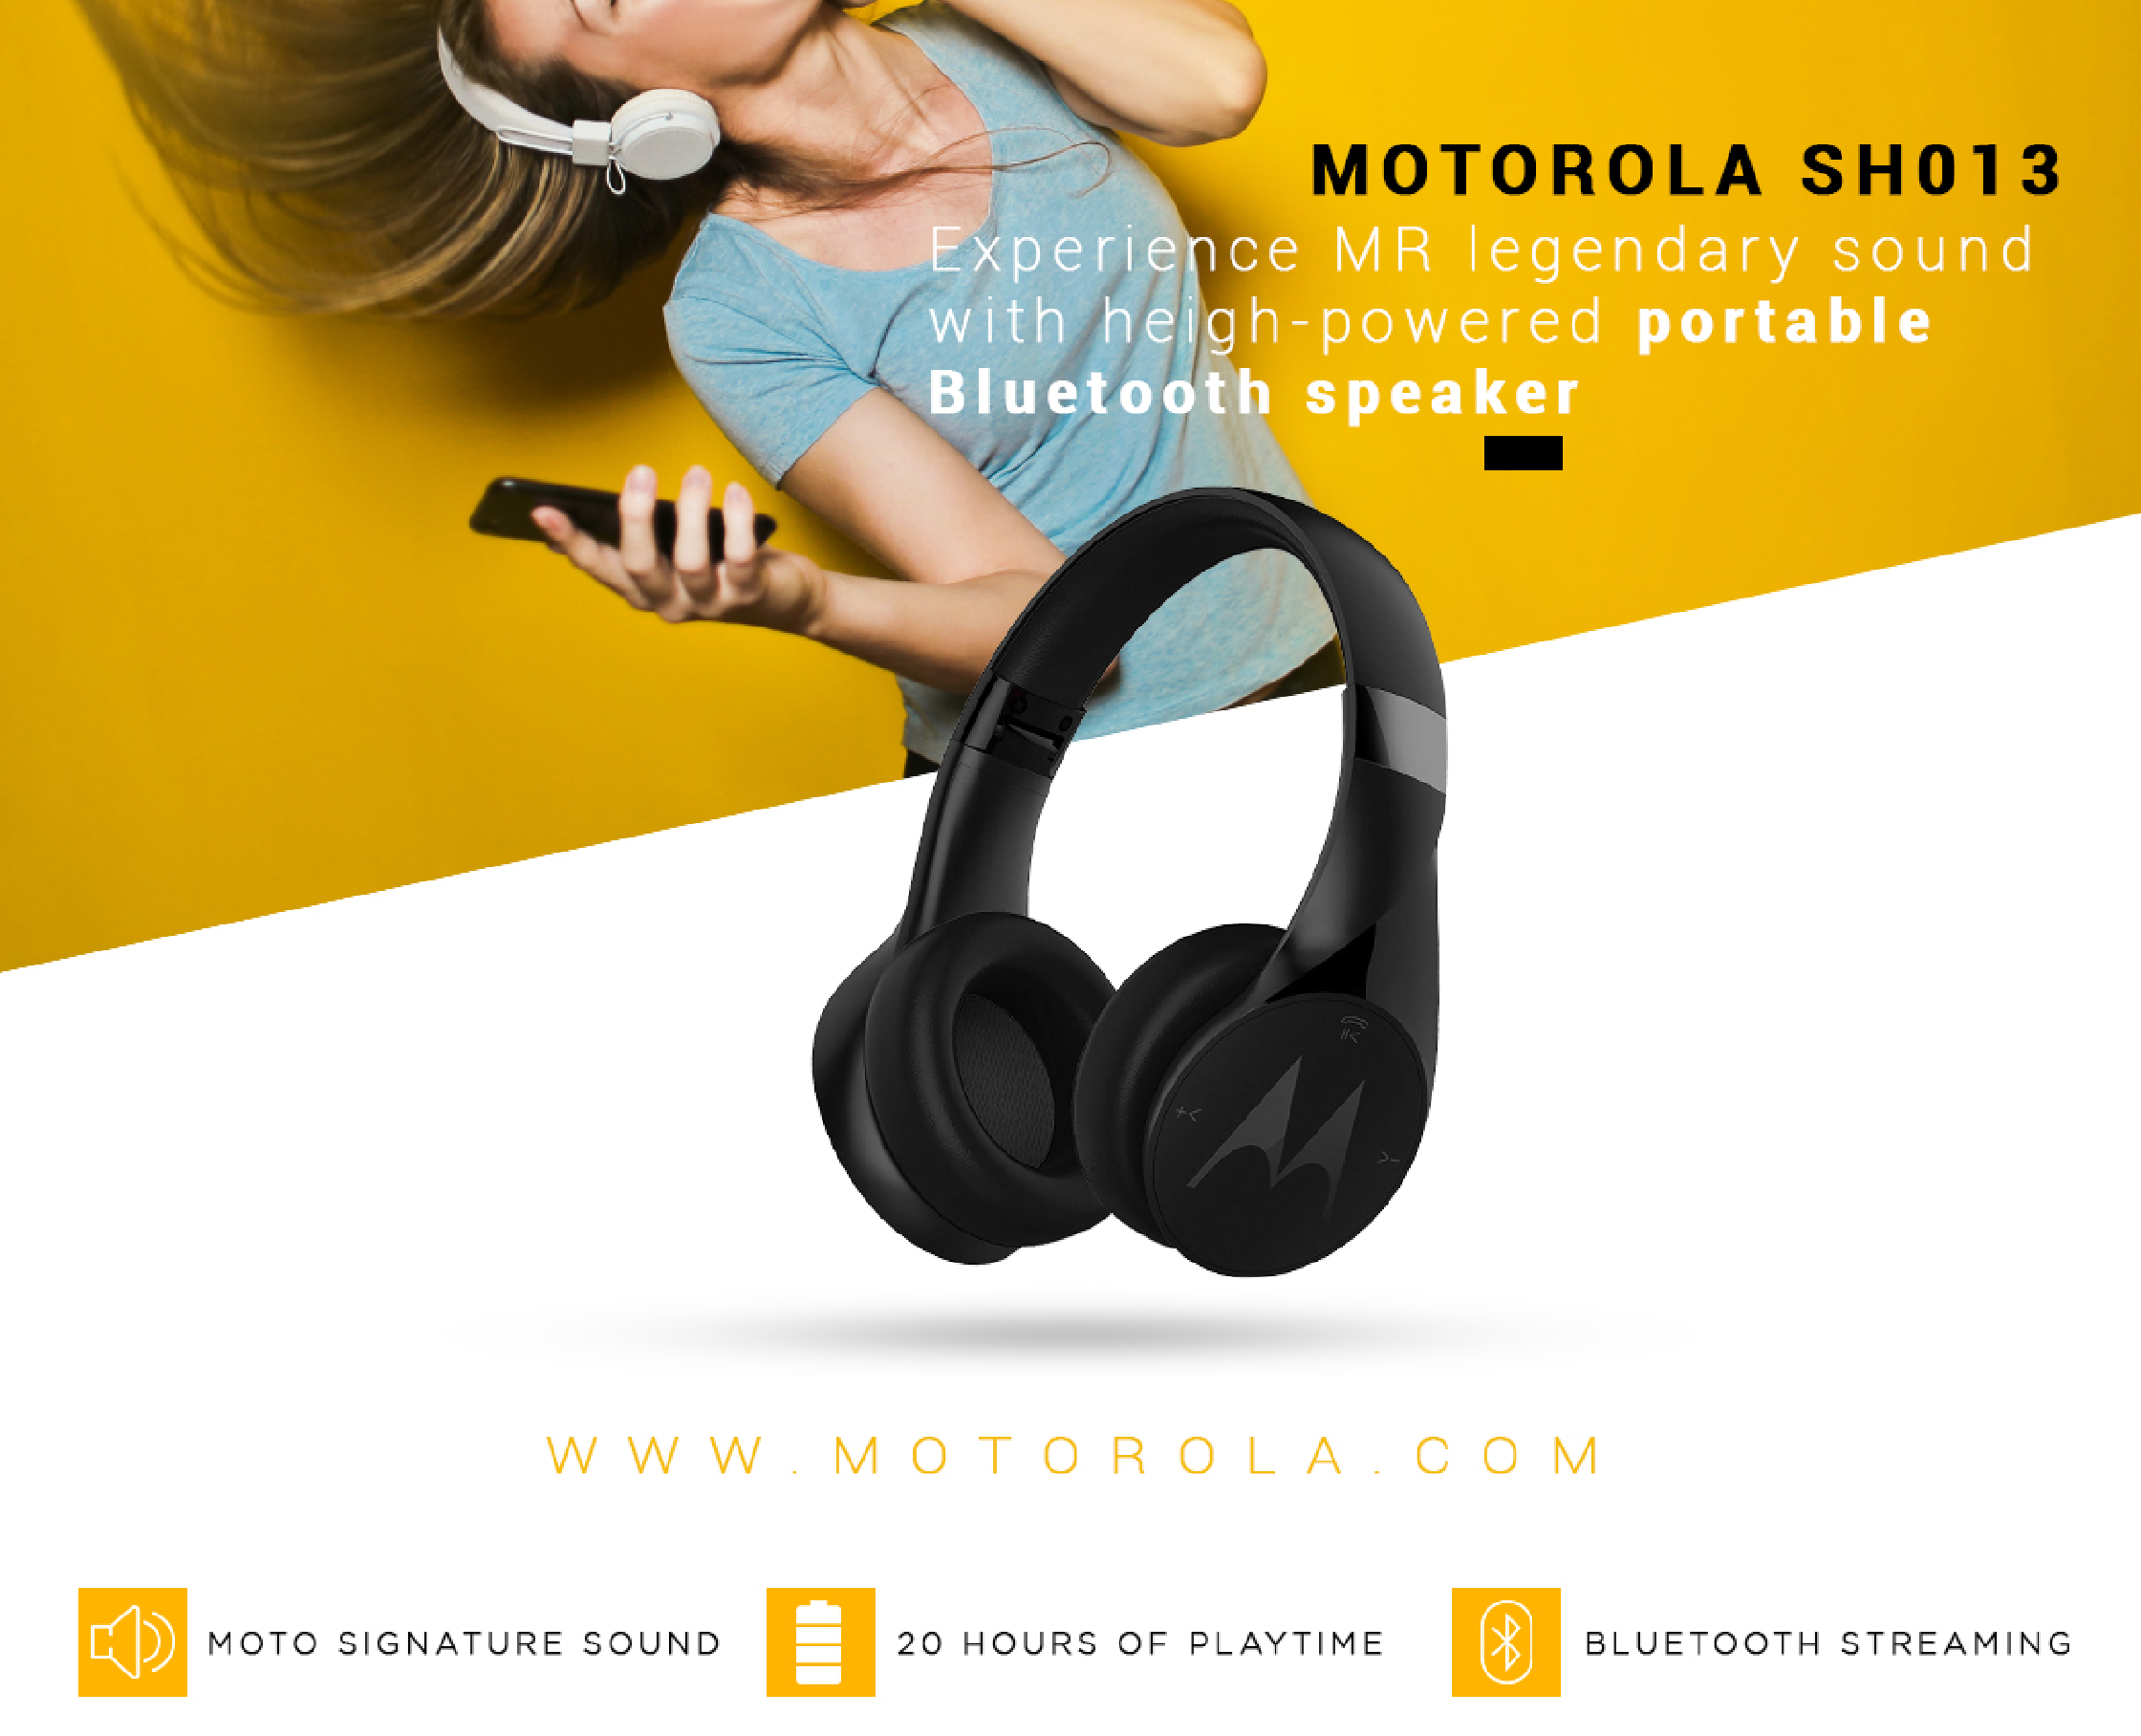 MOTOROLA SH013
Experience MR legendary sound
with heigh-powered portable
Bluetooth speaker
WWW.MOTOROLA.COM
MOTO SIGNATURE SOUND
20 HOURS OF PLAYTIME
BLUETOOTH STREAMING